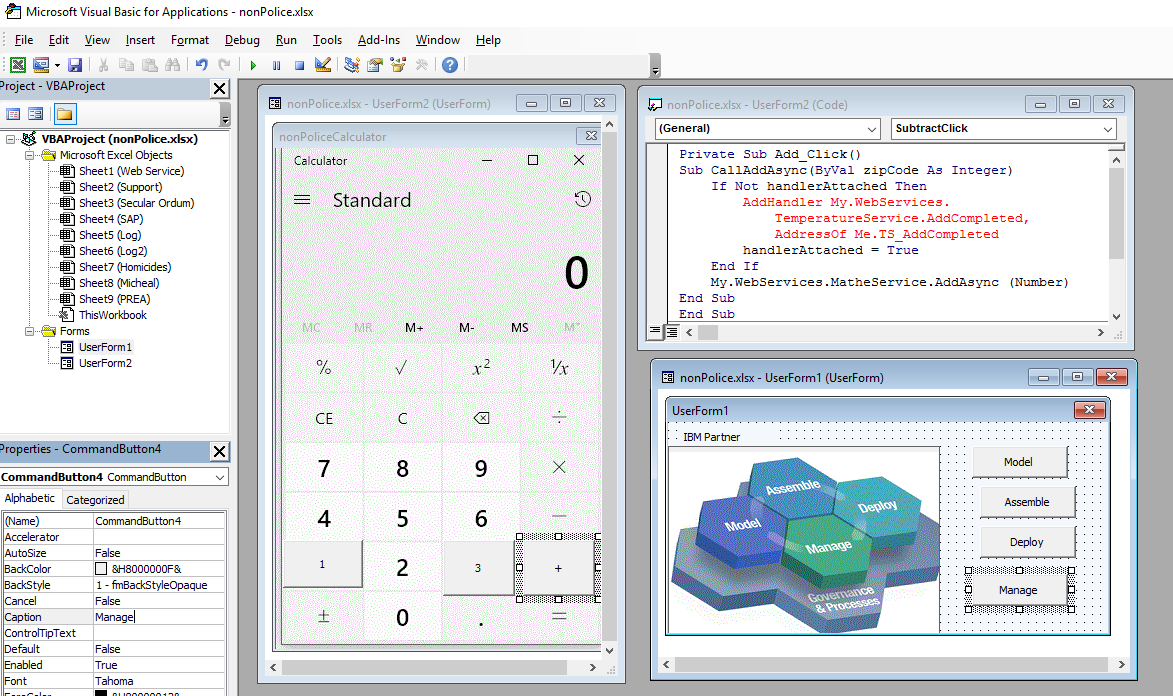 Microsoft Visual Basic for Applications - nonPolice.xlsx
File Edit View Insert Format Debug Run Tools Add-Ins Window Help
Project - VBAProject
VBAProject (nonPolice.xlsx)
Microsoft Excel Objects
Sheet1 (Web Service)
Sheet2 (Support)
Sheet3 (Secular Ordum)
Sheet4 (SAP)
Sheet5 (Log)
Sheet6 (Log2)
Sheet7 (Homicides)
Sheet8 (Micheal)
Sheet9 (PREA)
ThisWorkbook
Forms
UserForm1
UserForm2
Properties - CommandButton4
CommandButton4 CommandButton
Alphabetic Categorized
(Name) CommandButton4
Accelerator
AutoSize False
BackColor &H8000000F&
BackStyle 1 - fmBackStyleOpaque
Cancel False
Caption Manage
ControlTipText
Default False
Enabled True
Font Tahoma
ForeColor &H80000012&
nonPolice.xlsx - UserForm2 (UserForm)
nonPoliceCalculator
Calculator
Standard
0
MC MR M+ M- MS M˅
% √ x² ¹/x
CE C ⌫ ÷
7 8 9 ×
4 5 6 −
1 2 3 +
± 0 . =
nonPolice.xlsx - UserForm2 (Code)
(General) SubtractClick
Private Sub Add_Click()
Sub CallAddAsync(ByVal zipCode As Integer)
If Not handlerAttached Then
AddHandler My.WebServices.
TemperatureService.AddCompleted,
AddressOf Me.TS_AddCompleted
handlerAttached = True
End If
My.WebServices.MatheService.AddAsync (Number)
End Sub
End Sub
nonPolice.xlsx - UserForm1 (UserForm)
UserForm1
IBM Partner
Assemble
Model
Deploy
Manage
Governance
& Processes
Model
Assemble
Deploy
Manage